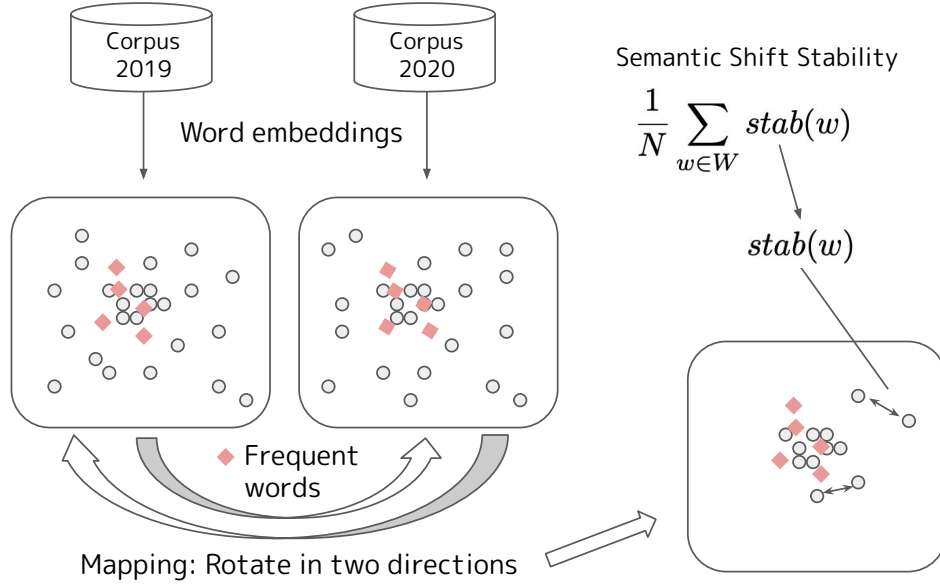 Corpus
2019
Corpus
2020
Word embeddings
Semantic Shift Stability
1/N ∑_{w∈W} stab(w)
stab(w)
Frequent
words
Mapping: Rotate in two directions